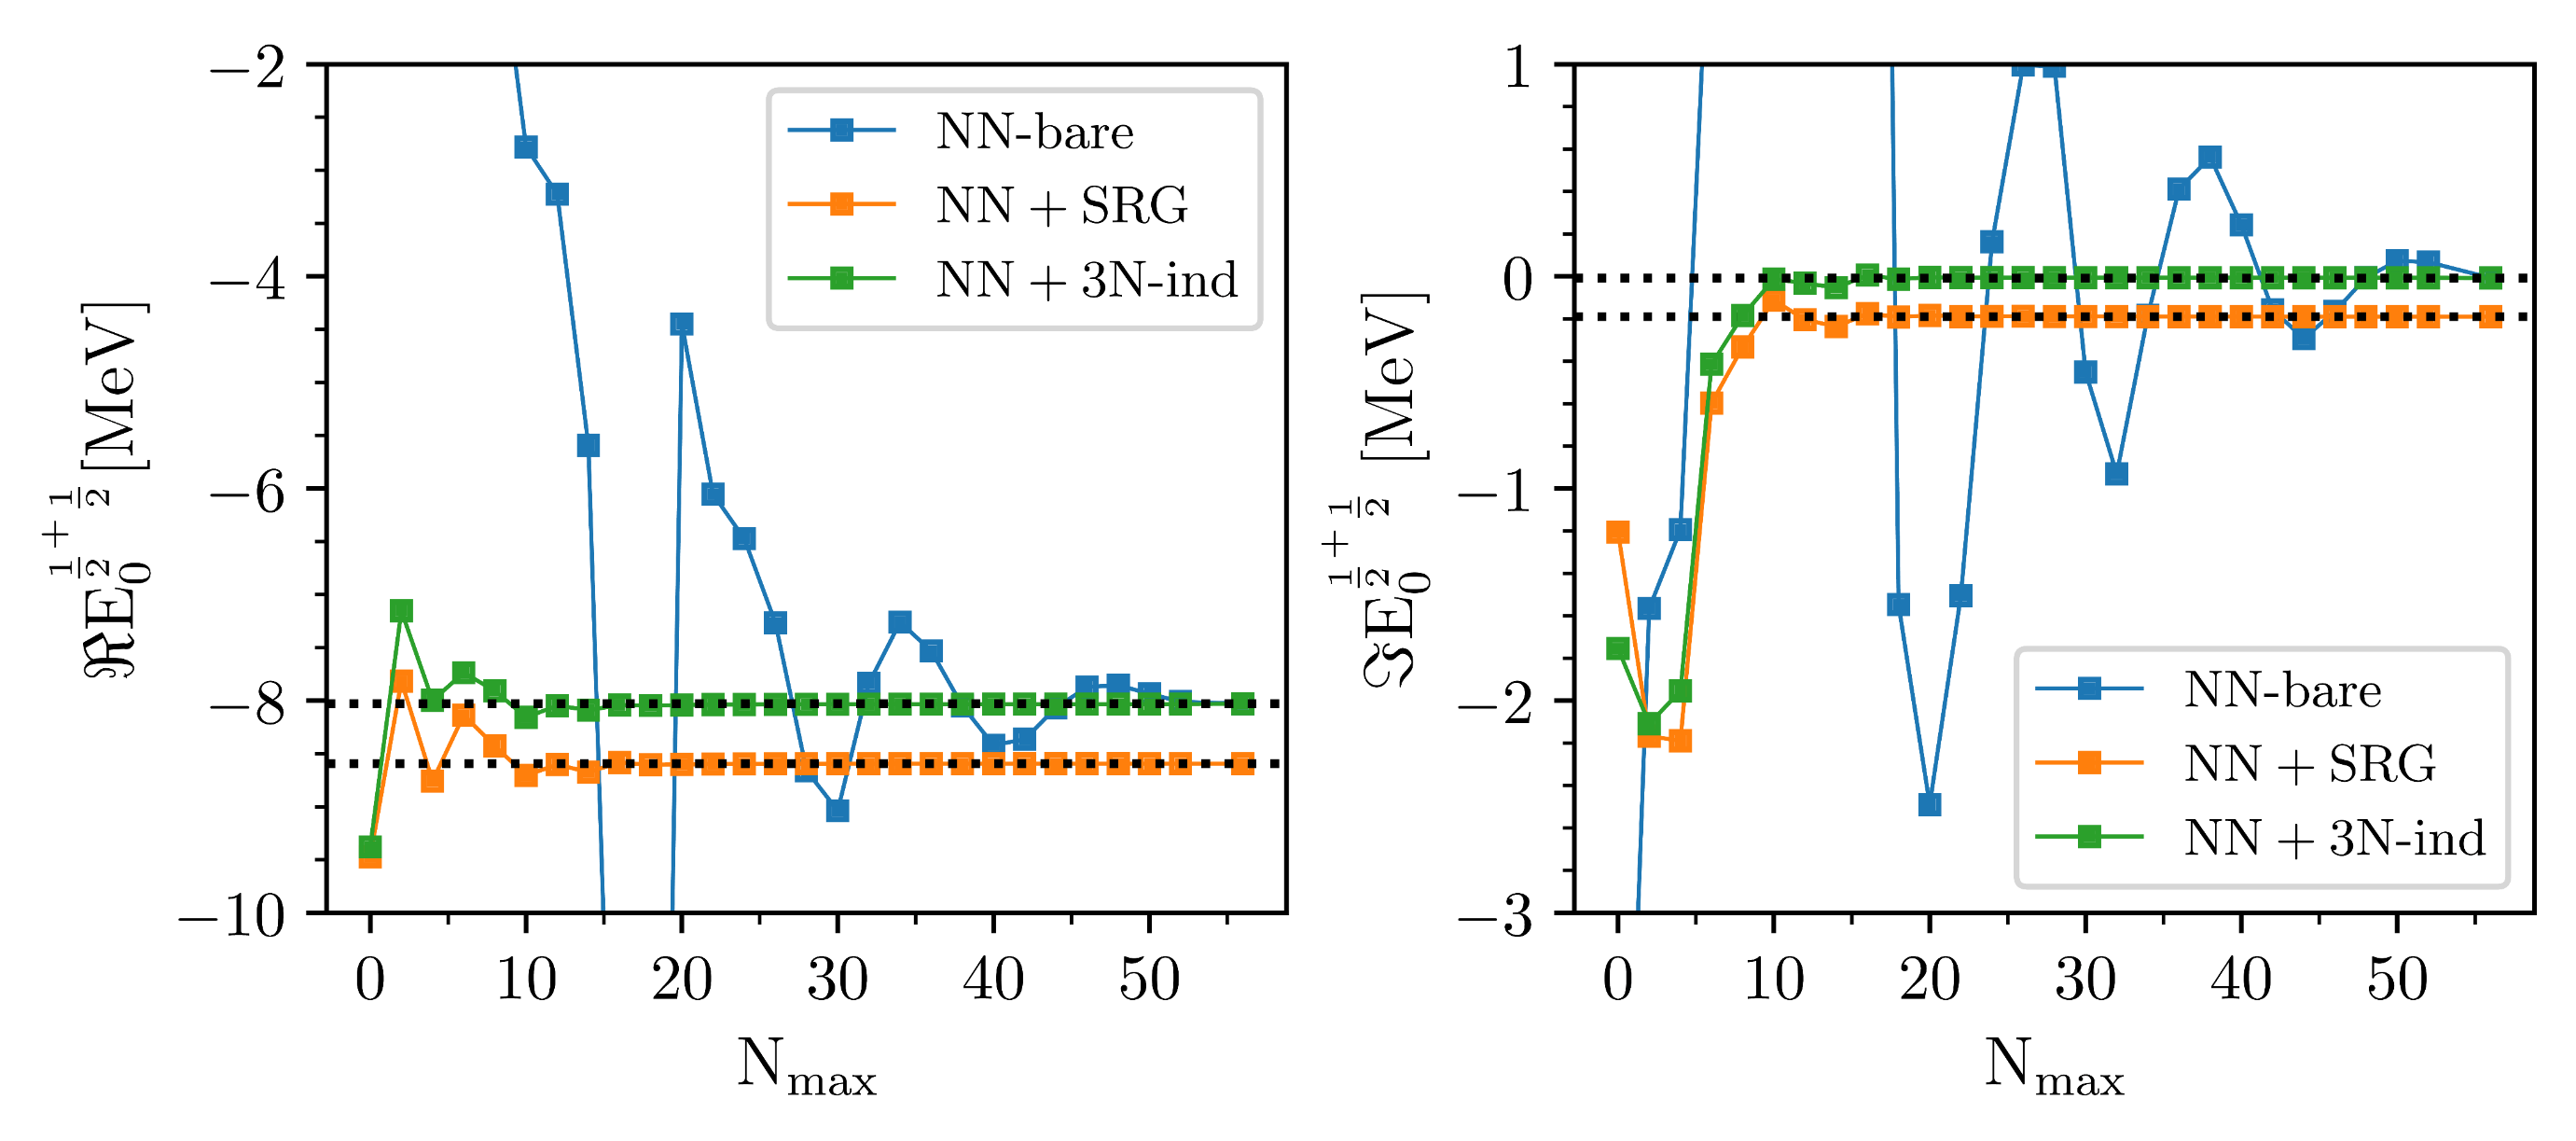 ℜE₀^{½⁺ ½} [MeV]
−2
−4
−6
−8
−10
0 10 20 30 40 50
N_max
NN-bare
NN + SRG
NN + 3N-ind
ℑE₀^{½⁺ ½} [MeV]
1
0
−1
−2
−3
0 10 20 30 40 50
N_max
NN-bare
NN + SRG
NN + 3N-ind